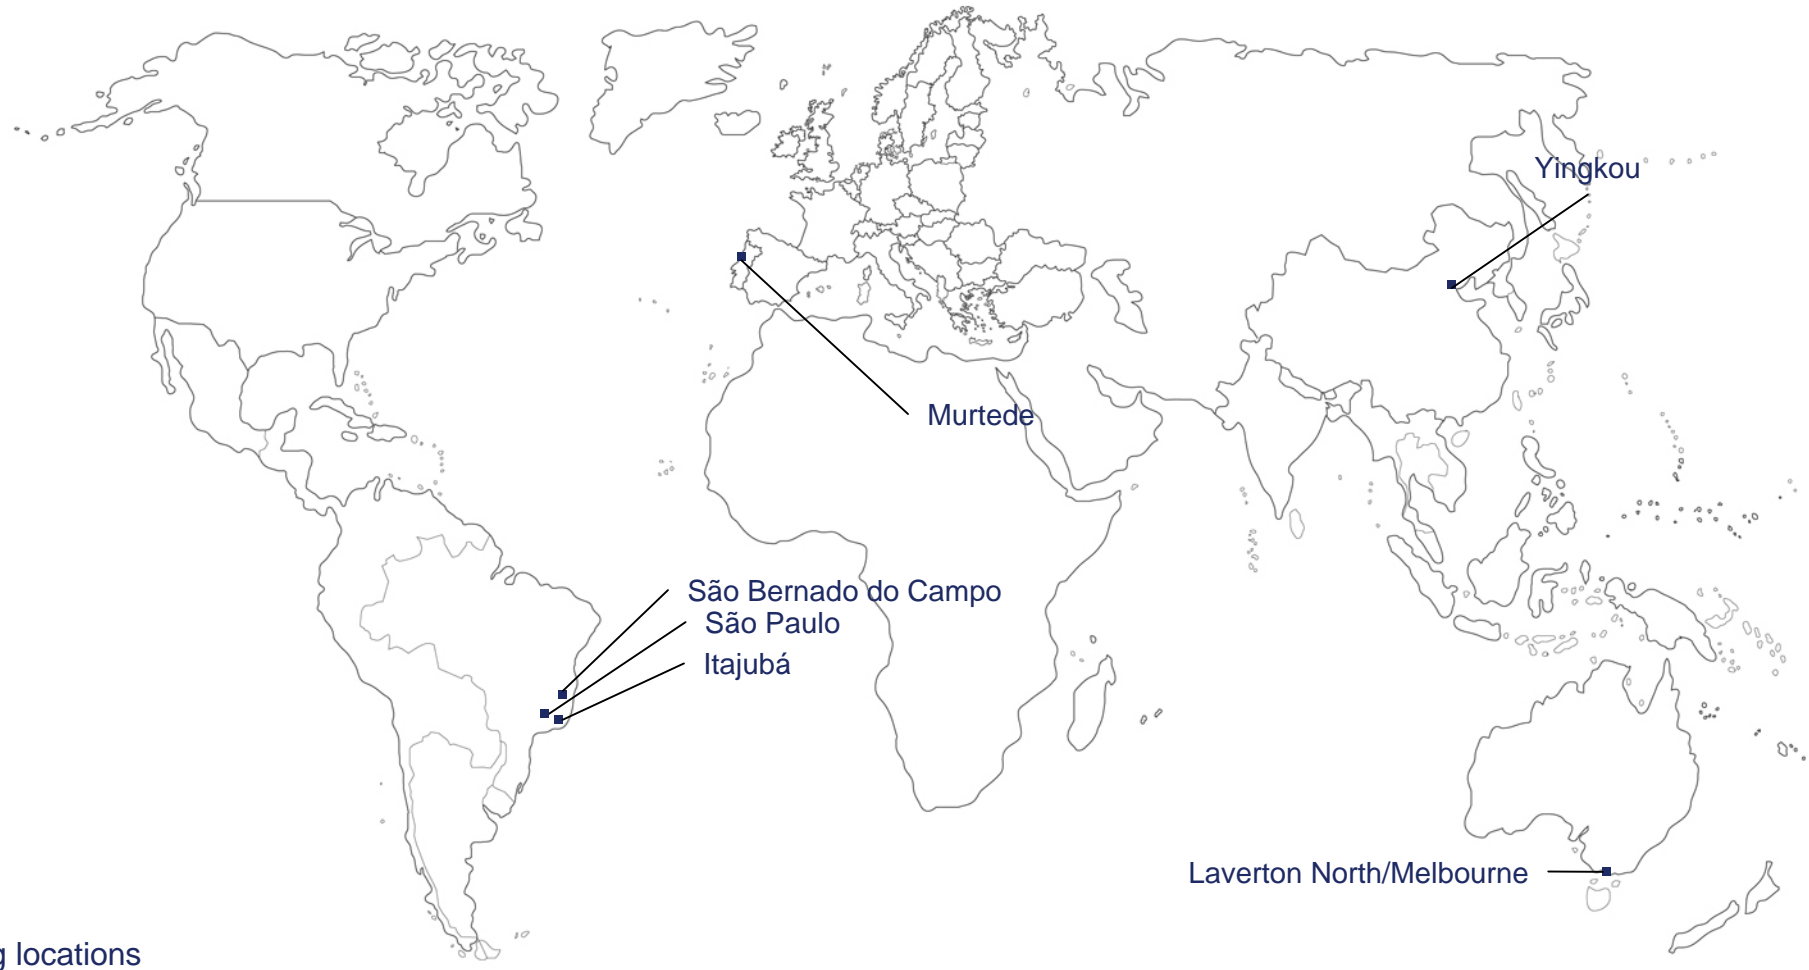 Yingkou
Murtede
São Bernado do Campo
São Paulo
Itajubá
Laverton North/Melbourne
locations